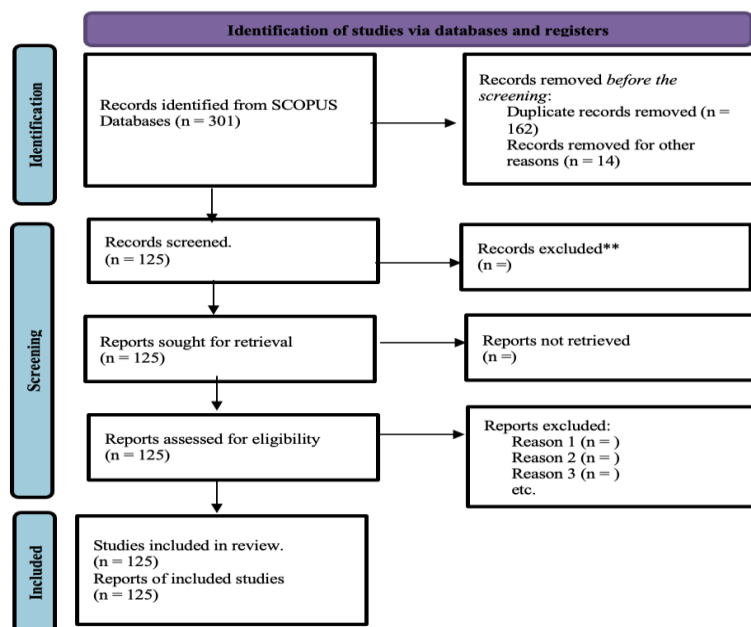 Identification of studies via databases and registers
Identification
Records identified from SCOPUS
Databases (n = 301)
Records removed before the
screening:
Duplicate records removed (n =
162)
Records removed for other
reasons (n = 14)
Screening
Records screened.
(n = 125)
Records excluded**
(n =)
Reports sought for retrieval
(n = 125)
Reports not retrieved
(n =)
Reports assessed for eligibility
(n = 125)
Reports excluded:
Reason 1 (n = )
Reason 2 (n = )
Reason 3 (n = )
etc.
Included
Studies included in review.
(n = 125)
Reports of included studies
(n = 125)